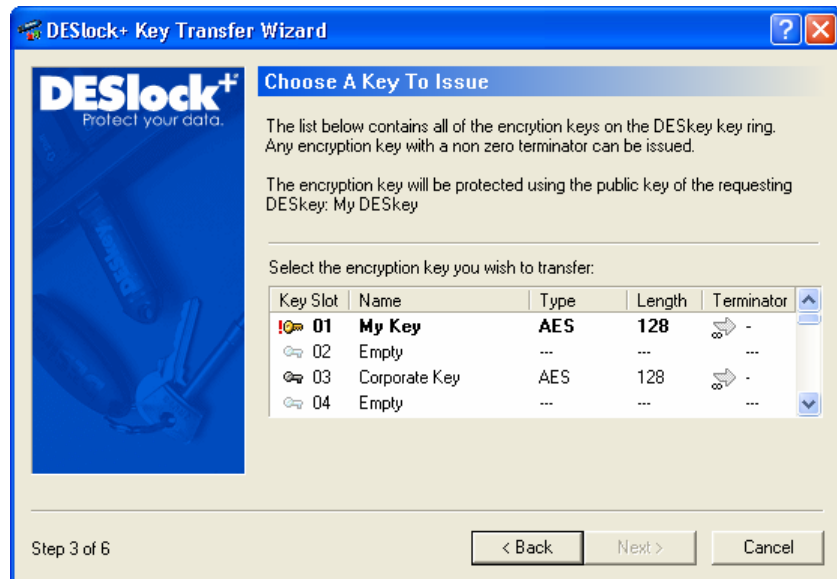 DESlock+ Key Transfer Wizard
DESlock+
Protect your data.
Choose A Key To Issue
The list below contains all of the encrytion keys on the DESkey key ring.
Any encryption key with a non zero terminator can be issued.
The encryption key will be protected using the public key of the requesting
DESkey: My DESkey
Select the encryption key you wish to transfer:
Key Slot Name Type Length Terminator
01 My Key AES 128 -
02 Empty --- --- ---
03 Corporate Key AES 128 -
04 Empty --- --- ---
Step 3 of 6 < Back Next > Cancel